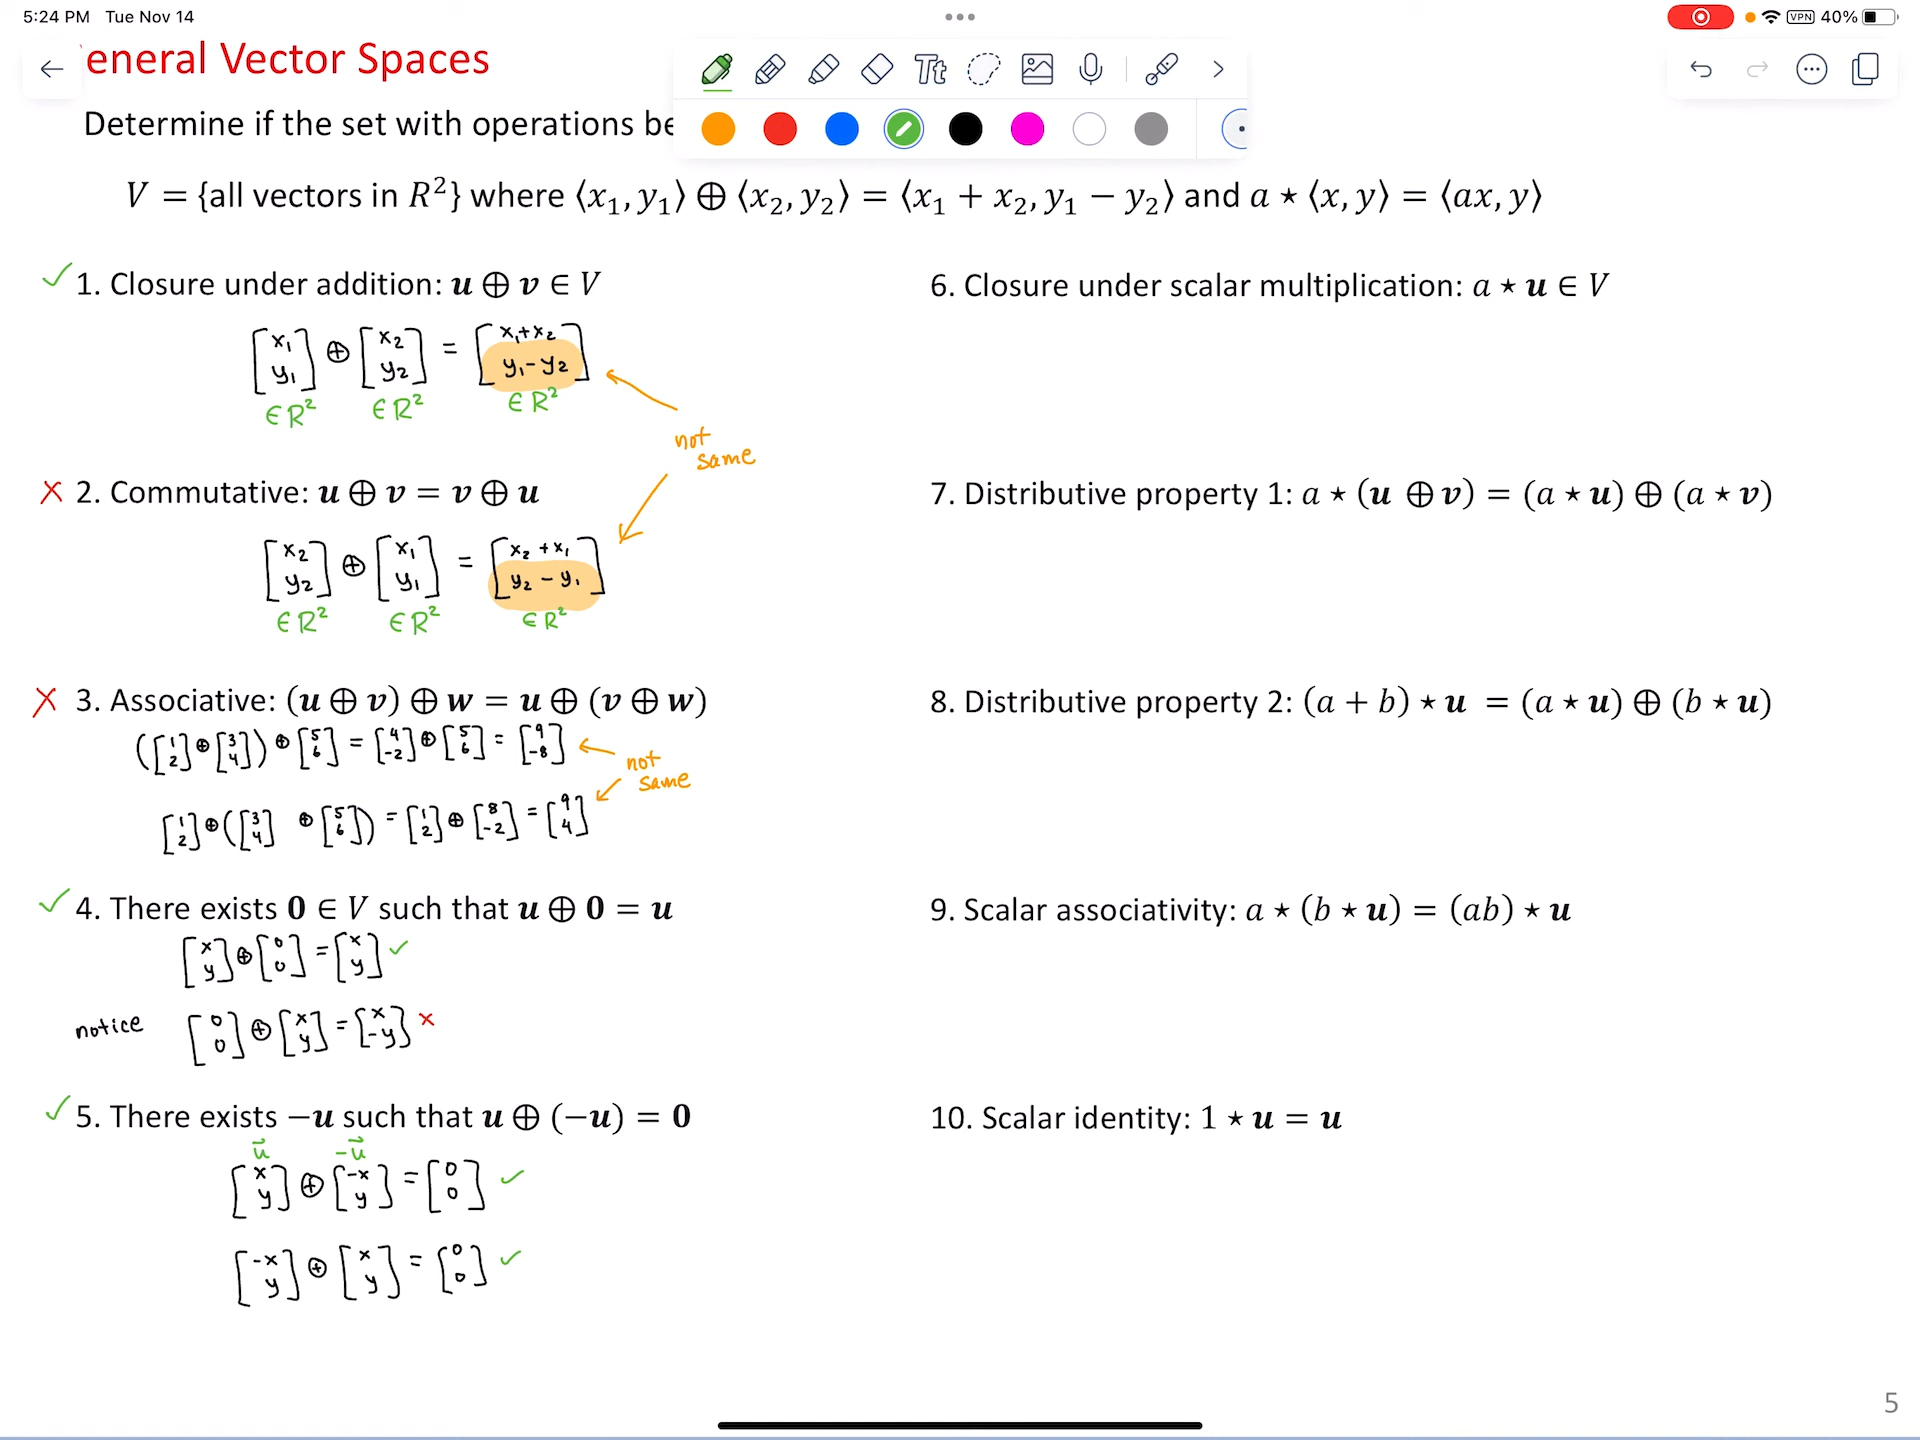 5:24 PM Tue Nov 14
VPN 40%
eneral Vector Spaces
Tt
Determine if the set with operations be
V = {all vectors in R²} where ⟨x₁, y₁⟩ ⊕ ⟨x₂, y₂⟩ = ⟨x₁ + x₂, y₁ − y₂⟩ and a ⋆ ⟨x, y⟩ = ⟨ax, y⟩
✓ 1. Closure under addition: u ⊕ v ∈ V
[x₁ y₁] ⊕ [x₂ y₂] = [x₁+x₂ y₁-y₂]
∈ R² ∈ R² ∈ R²
not
same
✗ 2. Commutative: u ⊕ v = v ⊕ u
[x₂ y₂] ⊕ [x₁ y₁] = [x₂+x₁ y₂-y₁]
∈ R² ∈ R² ∈ R²
✗ 3. Associative: (u ⊕ v) ⊕ w = u ⊕ (v ⊕ w)
([1 2] ⊕ [3 4]) ⊕ [5 6] = [4 -2] ⊕ [5 6] = [9 -8]
not
same
[1 2] ⊕ ([3 4] ⊕ [5 6]) = [1 2] ⊕ [8 -2] = [9 4]
✓ 4. There exists 0 ∈ V such that u ⊕ 0 = u
[x y] ⊕ [0 0] = [x y] ✓
notice [0 0] ⊕ [x y] = [x -y] ✗
✓ 5. There exists −u such that u ⊕ (−u) = 0
u⃗ -u⃗
[x y] ⊕ [-x y] = [0 0] ✓
[-x y] ⊕ [x y] = [0 0] ✓
6. Closure under scalar multiplication: a ⋆ u ∈ V
7. Distributive property 1: a ⋆ (u ⊕ v) = (a ⋆ u) ⊕ (a ⋆ v)
8. Distributive property 2: (a + b) ⋆ u = (a ⋆ u) ⊕ (b ⋆ u)
9. Scalar associativity: a ⋆ (b ⋆ u) = (ab) ⋆ u
10. Scalar identity: 1 ⋆ u = u
5